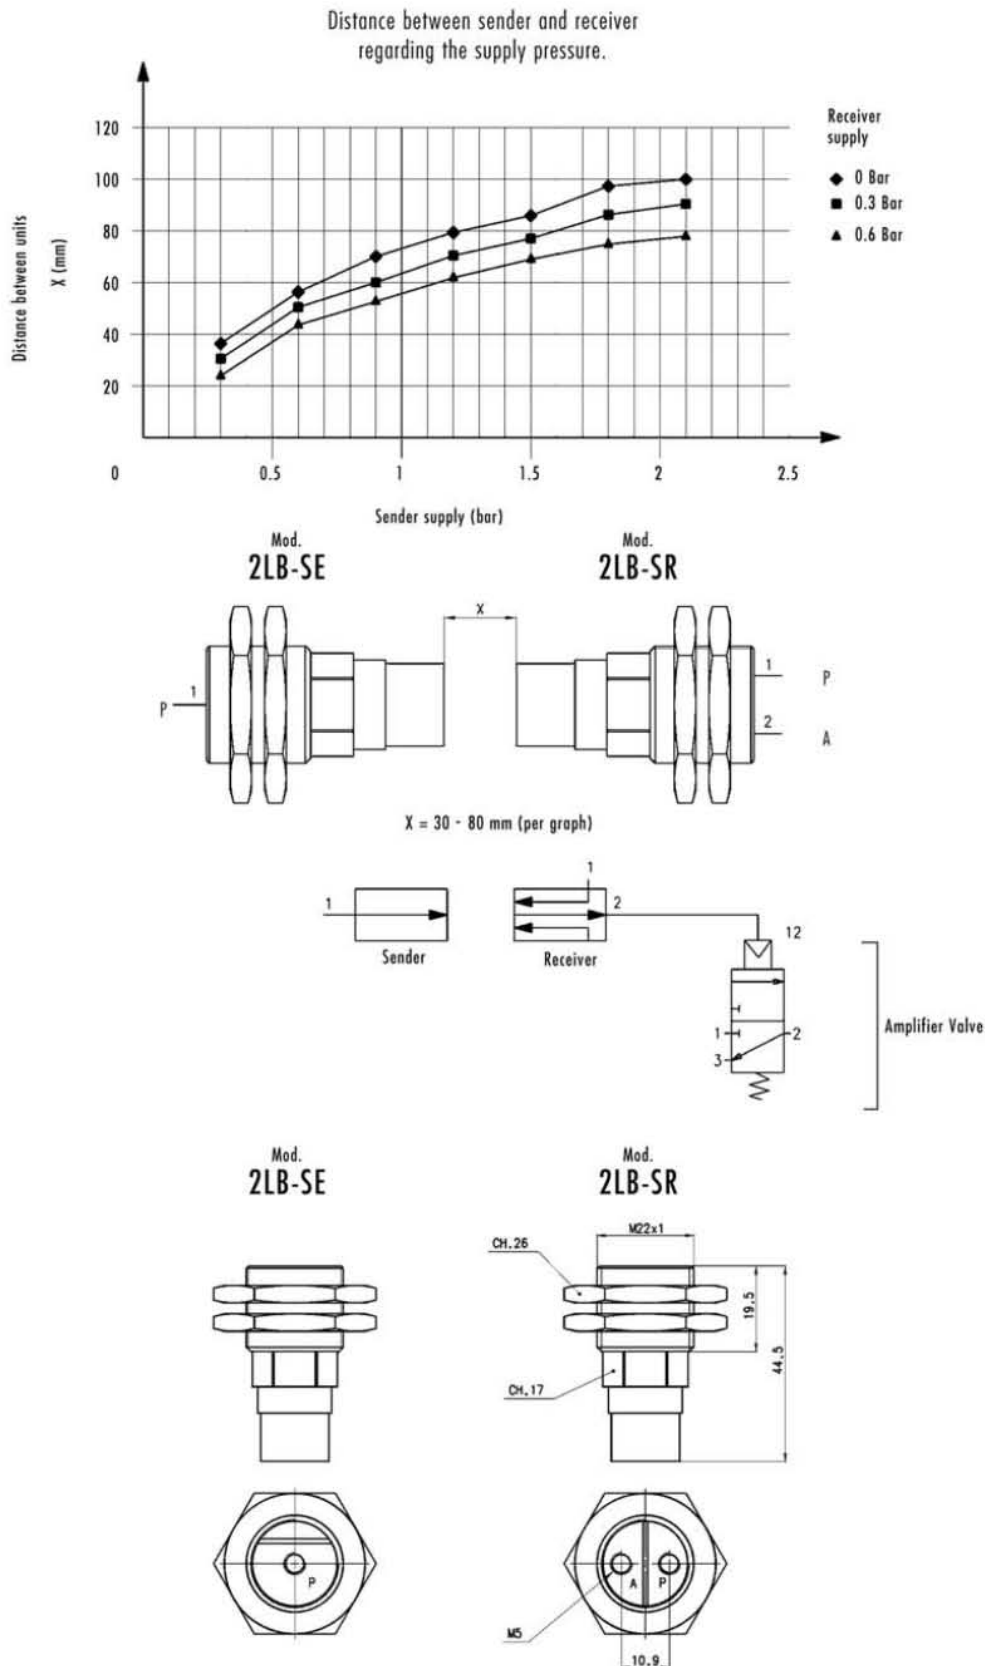 Distance between sender and receiver
regarding the supply pressure.
Receiver
supply
0 Bar
0.3 Bar
0.6 Bar
120
100
80
60
40
20
Distance between units
X (mm)
0 0.5 1 1.5 2 2.5
Sender supply (bar)
Mod. Mod.
2LB-SE 2LB-SR
X
1 1 P
P
2 A
X = 30 - 80 mm (per graph)
1
1 2
Sender Receiver
12
Amplifier Valve
1 2
3
Mod. Mod.
2LB-SE 2LB-SR
M22x1
CH.26
19.5
44.5
CH.17
P A P
M5
10.9